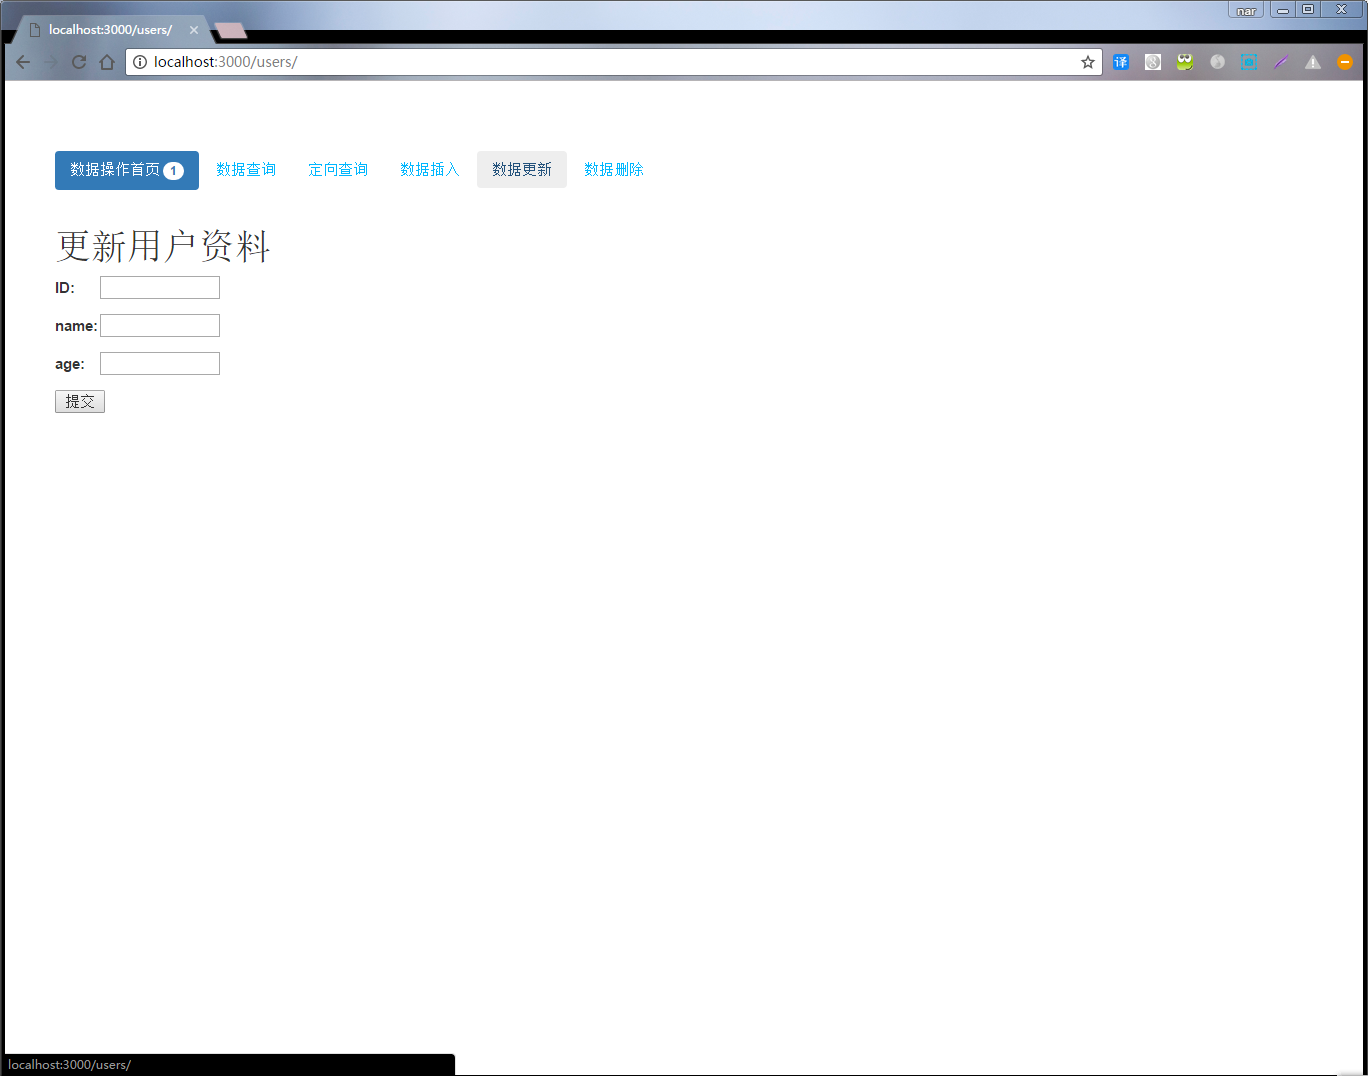 nar
localhost:3000/users/
localhost:3000/users/
译
数据操作首页 1 数据查询 定向查询 数据插入 数据更新 数据删除
更新用户资料
ID:
name:
age:
提交
localhost:3000/users/